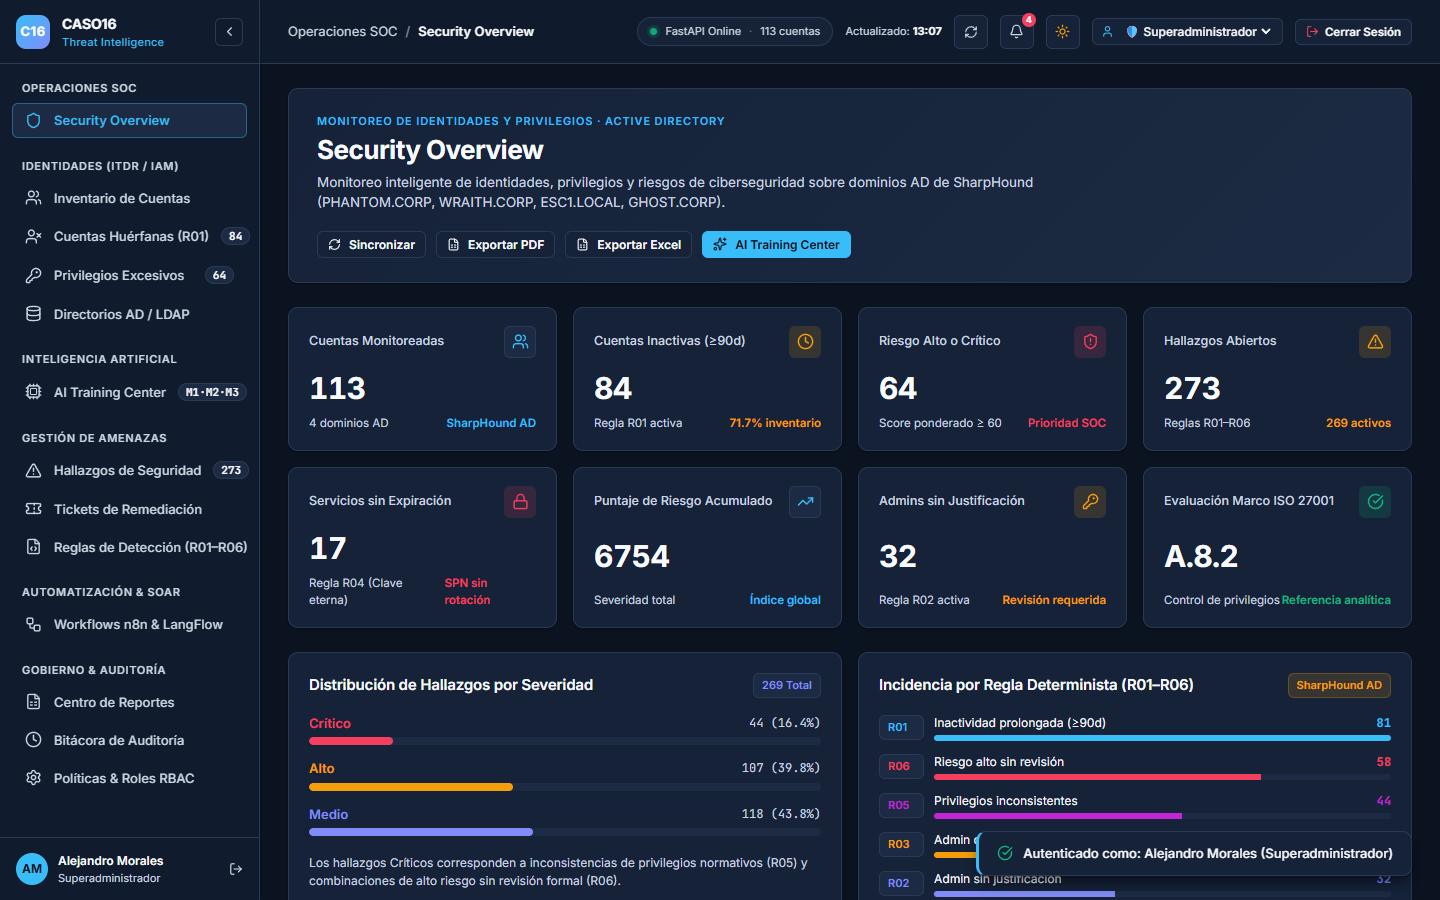 C16
CASO16
Threat Intelligence
OPERACIONES SOC
Security Overview
IDENTIDADES (ITDR / IAM)
Inventario de Cuentas
Cuentas Huérfanas (R01) 84
Privilegios Excesivos 64
Directorios AD / LDAP
INTELIGENCIA ARTIFICIAL
AI Training Center M1·M2·M3
GESTIÓN DE AMENAZAS
Hallazgos de Seguridad 273
Tickets de Remediación
Reglas de Detección (R01–R06)
AUTOMATIZACIÓN & SOAR
Workflows n8n & LangFlow
GOBIERNO & AUDITORÍA
Centro de Reportes
Bitácora de Auditoría
Políticas & Roles RBAC
AM
Alejandro Morales
Superadministrador
Operaciones SOC / Security Overview
FastAPI Online · 113 cuentas
Actualizado: 13:07
4
Superadministrador
Cerrar Sesión
MONITOREO DE IDENTIDADES Y PRIVILEGIOS · ACTIVE DIRECTORY
Security Overview
Monitoreo inteligente de identidades, privilegios y riesgos de ciberseguridad sobre dominios AD de SharpHound
(PHANTOM.CORP, WRAITH.CORP, ESC1.LOCAL, GHOST.CORP).
Sincronizar
Exportar PDF
Exportar Excel
AI Training Center
Cuentas Monitoreadas
113
4 dominios AD SharpHound AD
Cuentas Inactivas (≥90d)
84
Regla R01 activa 71.7% inventario
Riesgo Alto o Crítico
64
Score ponderado ≥ 60 Prioridad SOC
Hallazgos Abiertos
273
Reglas R01–R06 269 activos
Servicios sin Expiración
17
Regla R04 (Clave SPN sin
eterna) rotación
Puntaje de Riesgo Acumulado
6754
Severidad total Índice global
Admins sin Justificación
32
Regla R02 activa Revisión requerida
Evaluación Marco ISO 27001
A.8.2
Control de privilegios Referencia analítica
Distribución de Hallazgos por Severidad 269 Total
Crítico 44 (16.4%)
Alto 107 (39.8%)
Medio 118 (43.8%)
Los hallazgos Críticos corresponden a inconsistencias de privilegios normativos (R05) y
combinaciones de alto riesgo sin revisión formal (R06).
Incidencia por Regla Determinista (R01–R06) SharpHound AD
R01 Inactividad prolongada (≥90d) 81
R06 Riesgo alto sin revisión 58
R05 Privilegios inconsistentes 44
R03 Admin
R02 Admin sin justificación 32
Autenticado como: Alejandro Morales (Superadministrador)